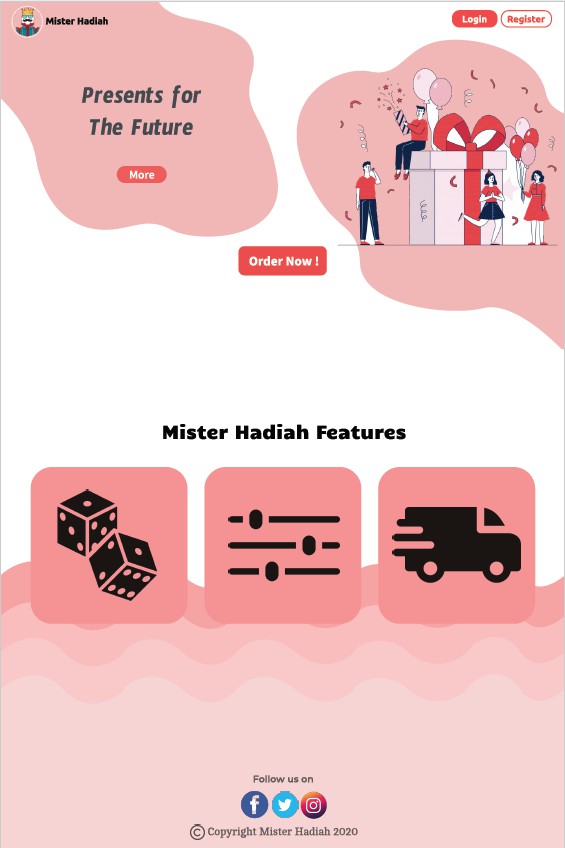 Mister Hadiah
Login
Register
Presents for
The Future
More
Order Now !
Mister Hadiah Features
Follow us on
© Copyright Mister Hadiah 2020